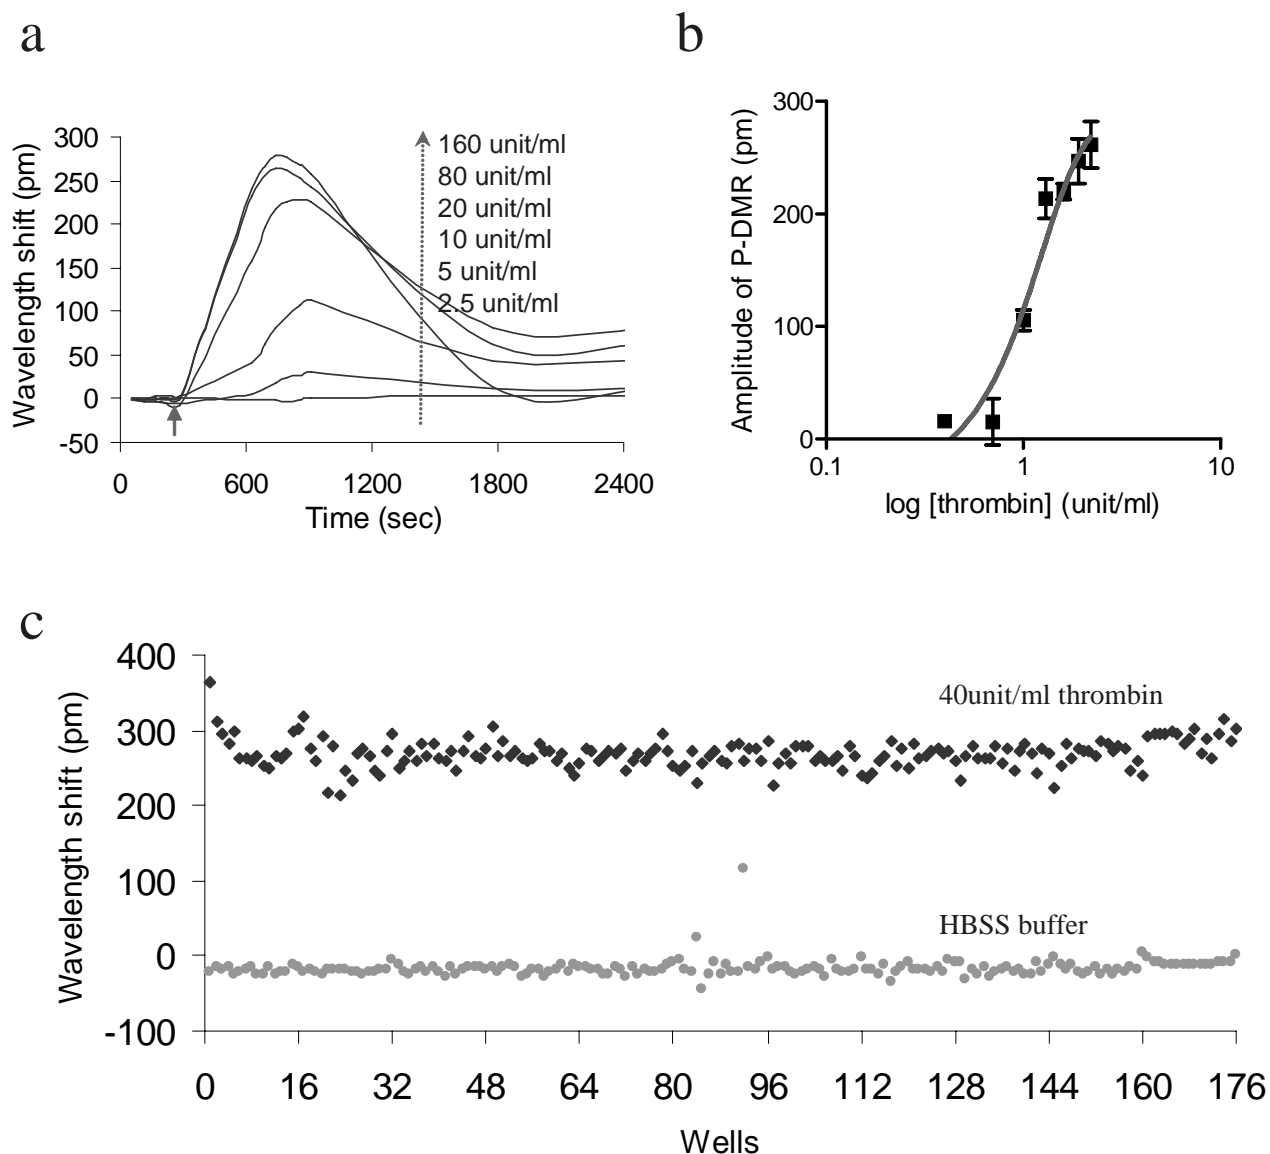 a
b
300
250
200
150
100
50
0
-50
Wavelength shift (pm)
160 unit/ml
80 unit/ml
20 unit/ml
10 unit/ml
5 unit/ml
2.5 unit/ml
0 600 1200 1800 2400
Time (sec)
300
200
100
0
Amplitude of P-DMR (pm)
0.1 1 10
log [thrombin] (unit/ml)
c
400
300
200
100
0
-100
Wavelength shift (pm)
40unit/ml thrombin
HBSS buffer
0 16 32 48 64 80 96 112 128 144 160 176
Wells